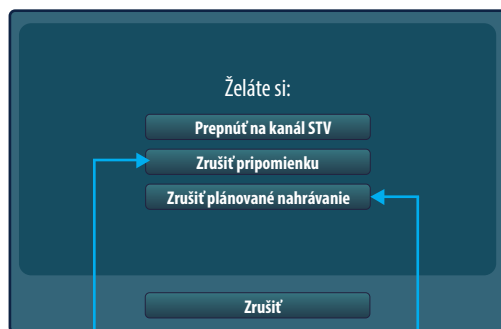 Želáte si:
Prepnúť na kanál STV
Zrušiť pripomienku
Zrušiť plánované nahrávanie
Zrušiť